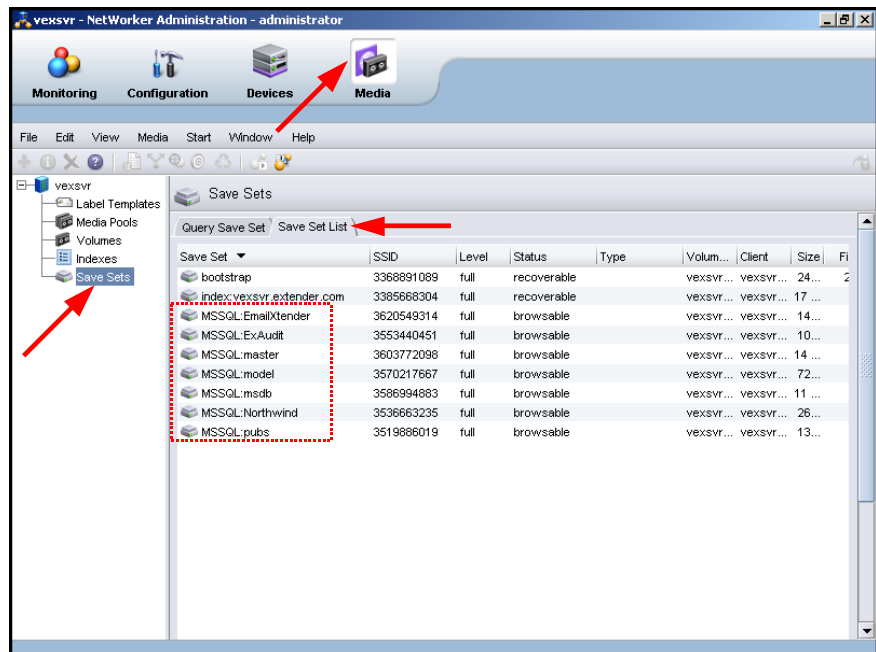 vexsvr - NetWorker Administration - administrator
Monitoring Configuration Devices Media
File Edit View Media Start Window Help
vexsvr
Label Templates
Media Pools
Volumes
Indexes
Save Sets
Save Sets
Query Save Set Save Set List
Save Set SSID Level Status Type Volum... Client Size Fi
bootstrap 3368891089 full recoverable vexsvr... vexsvr... 24... 2
index:vexsvr.extender.com 3385668304 full recoverable vexsvr... vexsvr... 17 ...
MSSQL:EmailXtender 3620549314 full browsable vexsvr... vexsvr... 14...
MSSQL:ExAudit 3553440451 full browsable vexsvr... vexsvr... 10...
MSSQL:master 3603772098 full browsable vexsvr... vexsvr... 14 ...
MSSQL:model 3570217667 full browsable vexsvr... vexsvr... 72...
MSSQL:msdb 3586994883 full browsable vexsvr... vexsvr... 11 ...
MSSQL:Northwind 3536663235 full browsable vexsvr... vexsvr... 26...
MSSQL:pubs 3519886019 full browsable vexsvr... vexsvr... 13...